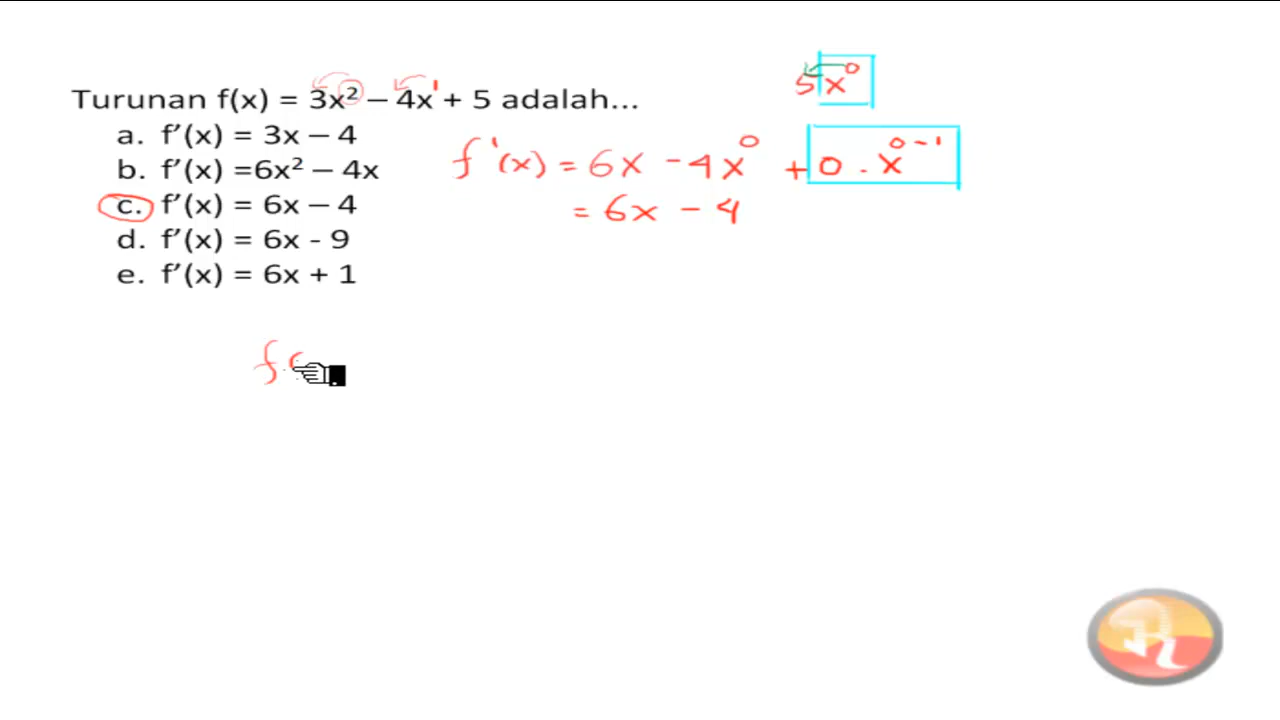 5x⁰
Turunan f(x) = 3x² – 4x¹ + 5 adalah...
a. f'(x) = 3x – 4
b. f'(x) =6x² – 4x
c. f'(x) = 6x – 4
d. f'(x) = 6x - 9
e. f'(x) = 6x + 1
f'(x) = 6x - 4x⁰ + 0 . x⁰⁻¹
= 6x - 4
f(